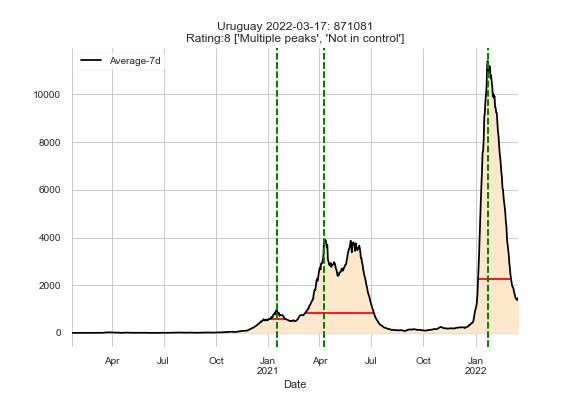 Uruguay 2022-03-17: 871081
Rating:8 ['Multiple peaks', 'Not in control']
Average-7d
10000
8000
6000
4000
2000
0
Apr Jul Oct Jan Apr Jul Oct Jan
2021 2022
Date